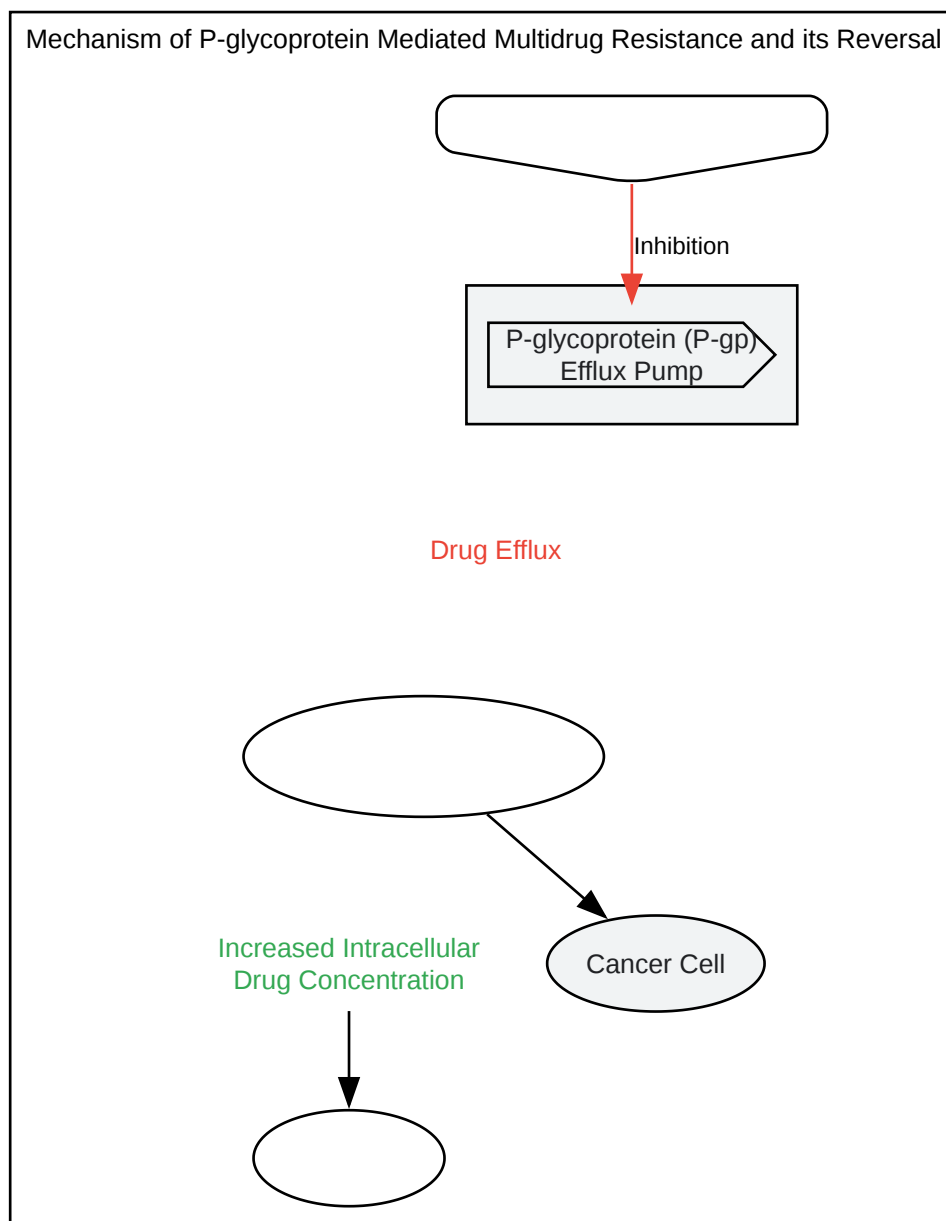 Mechanism of P-glycoprotein Mediated Multidrug Resistance and its Reversal
Inhibition
P-glycoprotein (P-gp)
Efflux Pump
Drug Efflux
Increased Intracellular
Drug Concentration
Cancer Cell